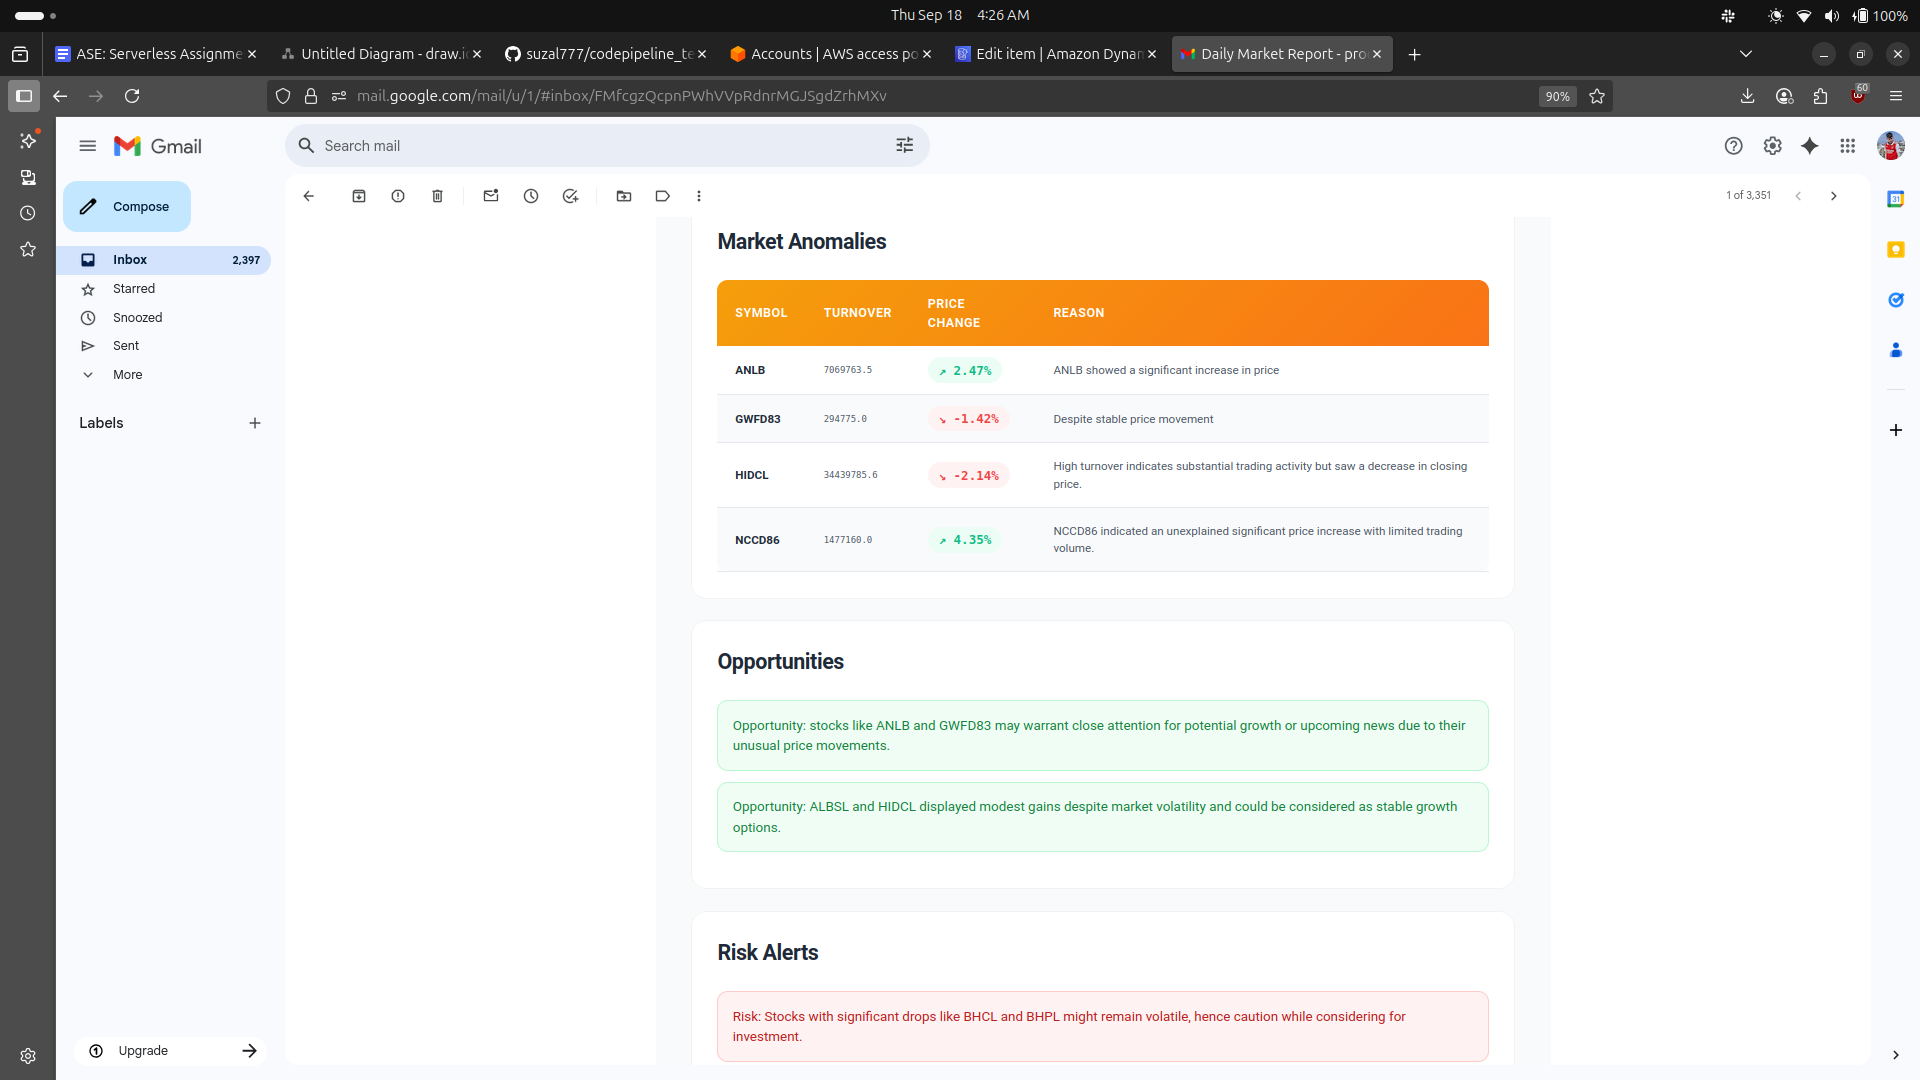 Thu Sep 18 4:26 AM
100%
ASE: Serverless Assignme
Untitled Diagram - draw.i
suzal777/codepipeline_te
Accounts | AWS access po
Edit item | Amazon Dynam
Daily Market Report - pro
mail.google.com/mail/u/1/#inbox/FMfcgzQcpnPWhVVpRdnrMGJSgdZrhMXv
90%
60
Gmail
Search mail
Compose
1 of 3,351
Inbox 2,397
Starred
Snoozed
Sent
More
Labels
Upgrade
31
Market Anomalies
SYMBOL TURNOVER PRICE CHANGE REASON
ANLB 7069763.5 ↗ 2.47% ANLB showed a significant increase in price
GWFD83 294775.0 ↘ -1.42% Despite stable price movement
HIDCL 34439785.6 ↘ -2.14% High turnover indicates substantial trading activity but saw a decrease in closing
price.
NCCD86 1477160.0 ↗ 4.35% NCCD86 indicated an unexplained significant price increase with limited trading
volume.
Opportunities
Opportunity: stocks like ANLB and GWFD83 may warrant close attention for potential growth or upcoming news due to their
unusual price movements.
Opportunity: ALBSL and HIDCL displayed modest gains despite market volatility and could be considered as stable growth
options.
Risk Alerts
Risk: Stocks with significant drops like BHCL and BHPL might remain volatile, hence caution while considering for
investment.